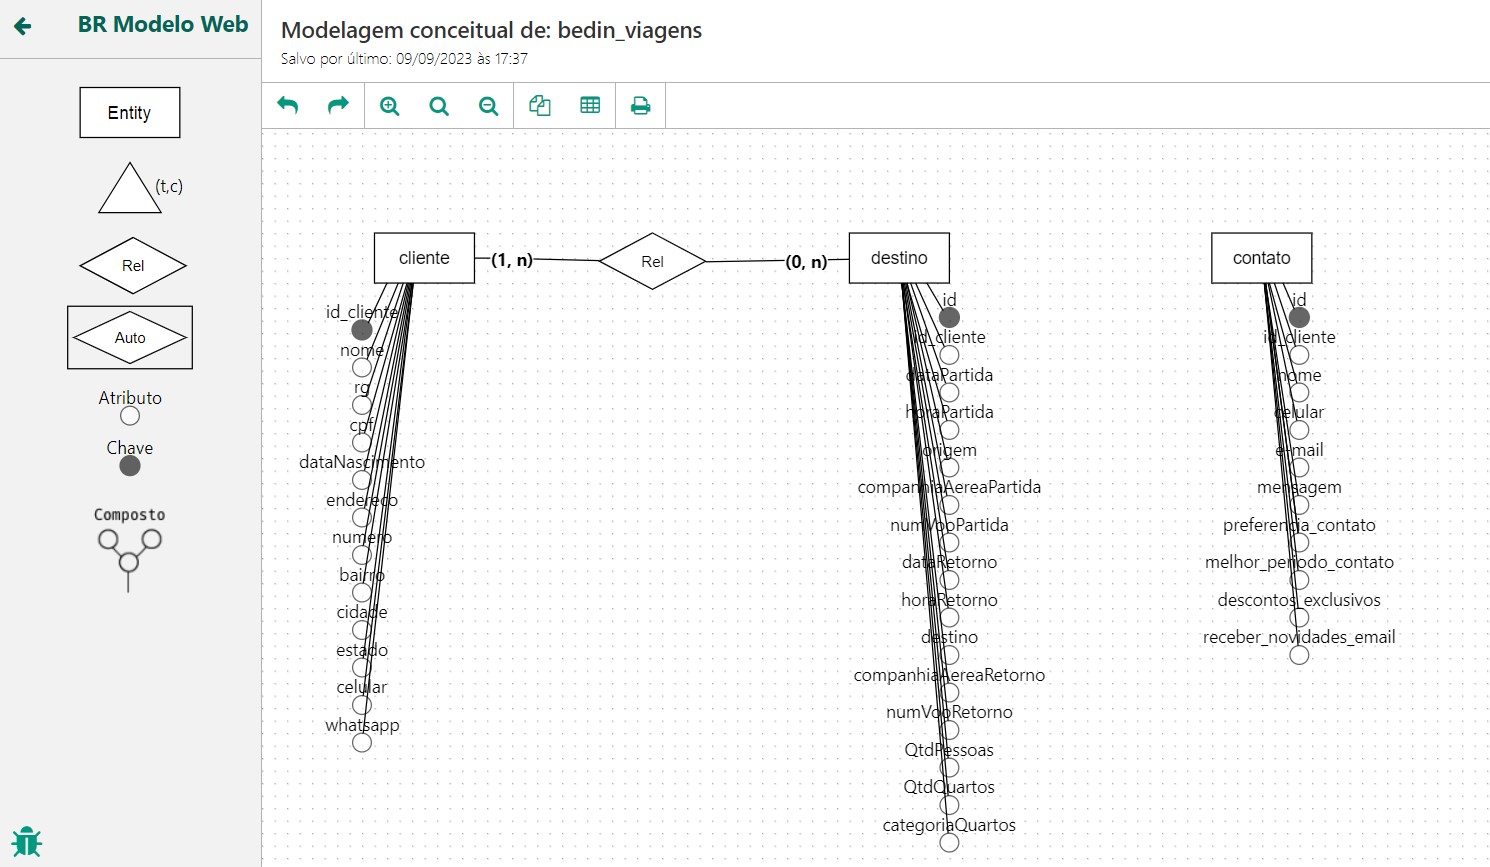 BR Modelo Web
Modelagem conceitual de: bedin_viagens
Salvo por último: 09/09/2023 às 17:37
Entity
(t,c)
Rel
Auto
Atributo
Chave
Composto
cliente
(1, n)
Rel
(0, n)
destino
contato
id_cliente
nome
rg
cpf
dataNascimento
endereco
numero
bairro
cidade
estado
celular
whatsapp
id
id_cliente
dataPartida
horaPartida
origem
companhiaAereaPartida
numVooPartida
dataRetorno
horaRetorno
destino
companhiaAereaRetorno
numVooRetorno
QtdPessoas
QtdQuartos
categoriaQuartos
id
id_cliente
nome
celular
e-mail
mensagem
preferencia_contato
melhor_periodo_contato
descontos_exclusivos
receber_novidades_email